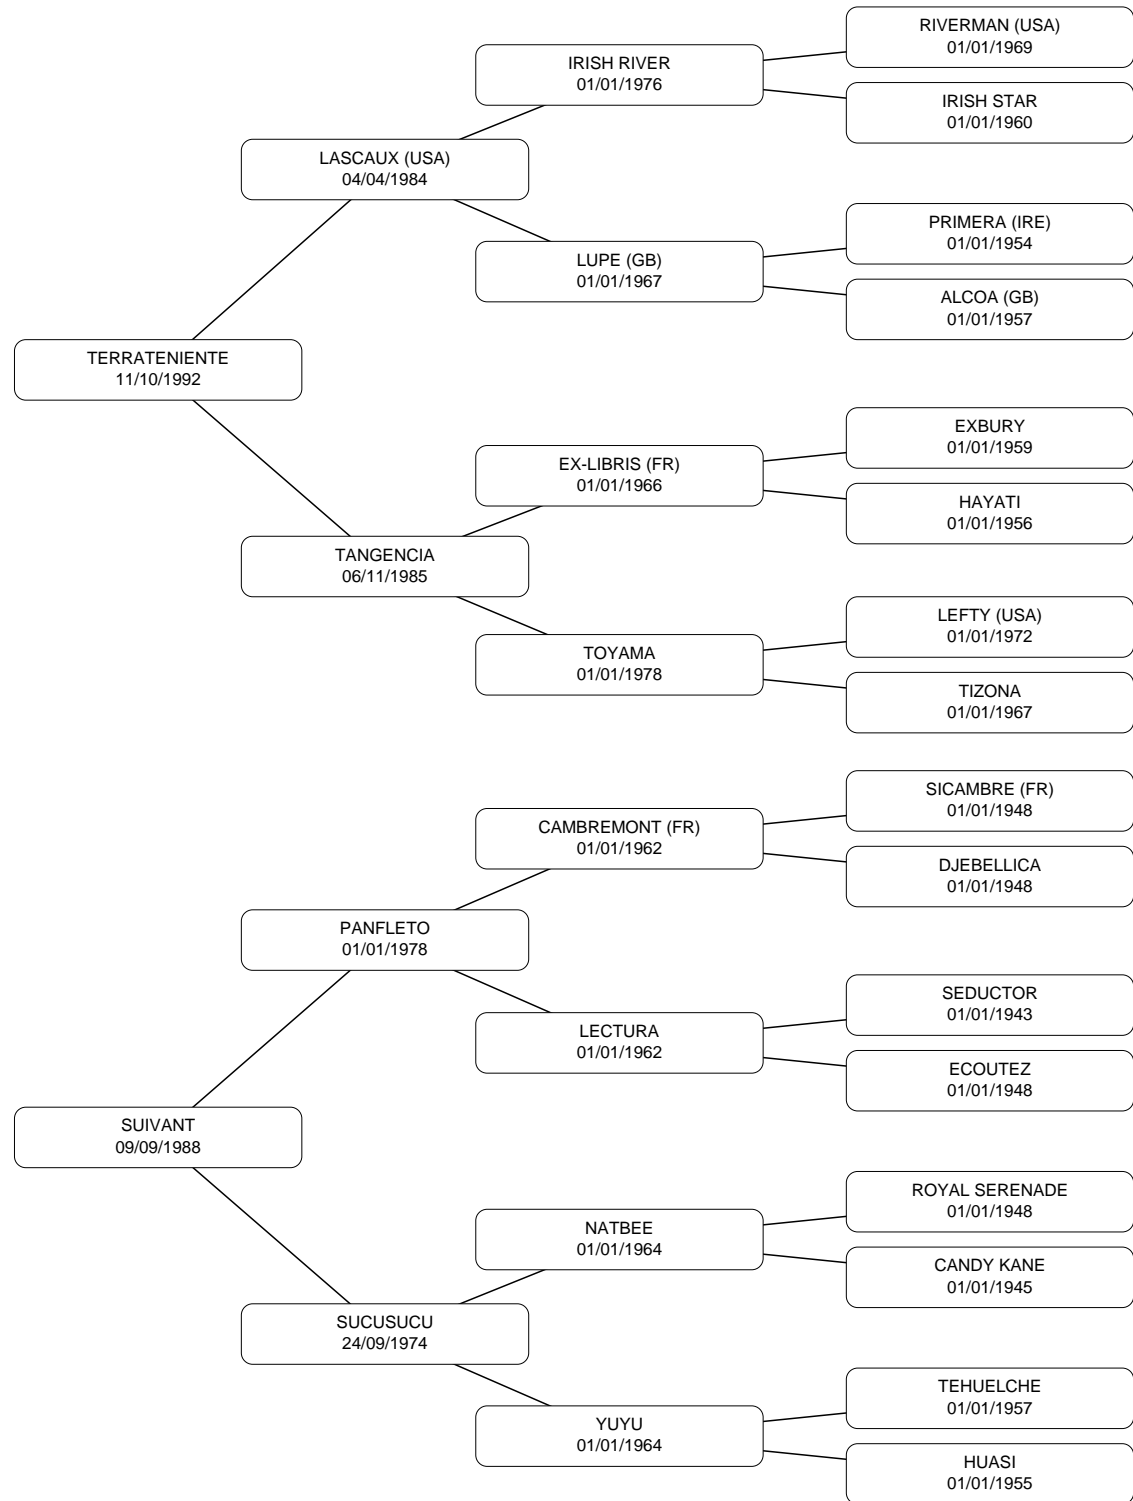 RIVERMAN (USA)
01/01/1969
IRISH RIVER
01/01/1976
IRISH STAR
01/01/1960
LASCAUX (USA)
04/04/1984
PRIMERA (IRE)
01/01/1954
LUPE (GB)
01/01/1967
ALCOA (GB)
01/01/1957
TERRATENIENTE
11/10/1992
EXBURY
01/01/1959
EX-LIBRIS (FR)
01/01/1966
HAYATI
01/01/1956
TANGENCIA
06/11/1985
LEFTY (USA)
01/01/1972
TOYAMA
01/01/1978
TIZONA
01/01/1967
SICAMBRE (FR)
01/01/1948
CAMBREMONT (FR)
01/01/1962
DJEBELLICA
01/01/1948
PANFLETO
01/01/1978
SEDUCTOR
01/01/1943
LECTURA
01/01/1962
ECOUTEZ
01/01/1948
SUIVANT
09/09/1988
ROYAL SERENADE
01/01/1948
NATBEE
01/01/1964
CANDY KANE
01/01/1945
SUCUSUCU
24/09/1974
TEHUELCHE
01/01/1957
YUYU
01/01/1964
HUASI
01/01/1955